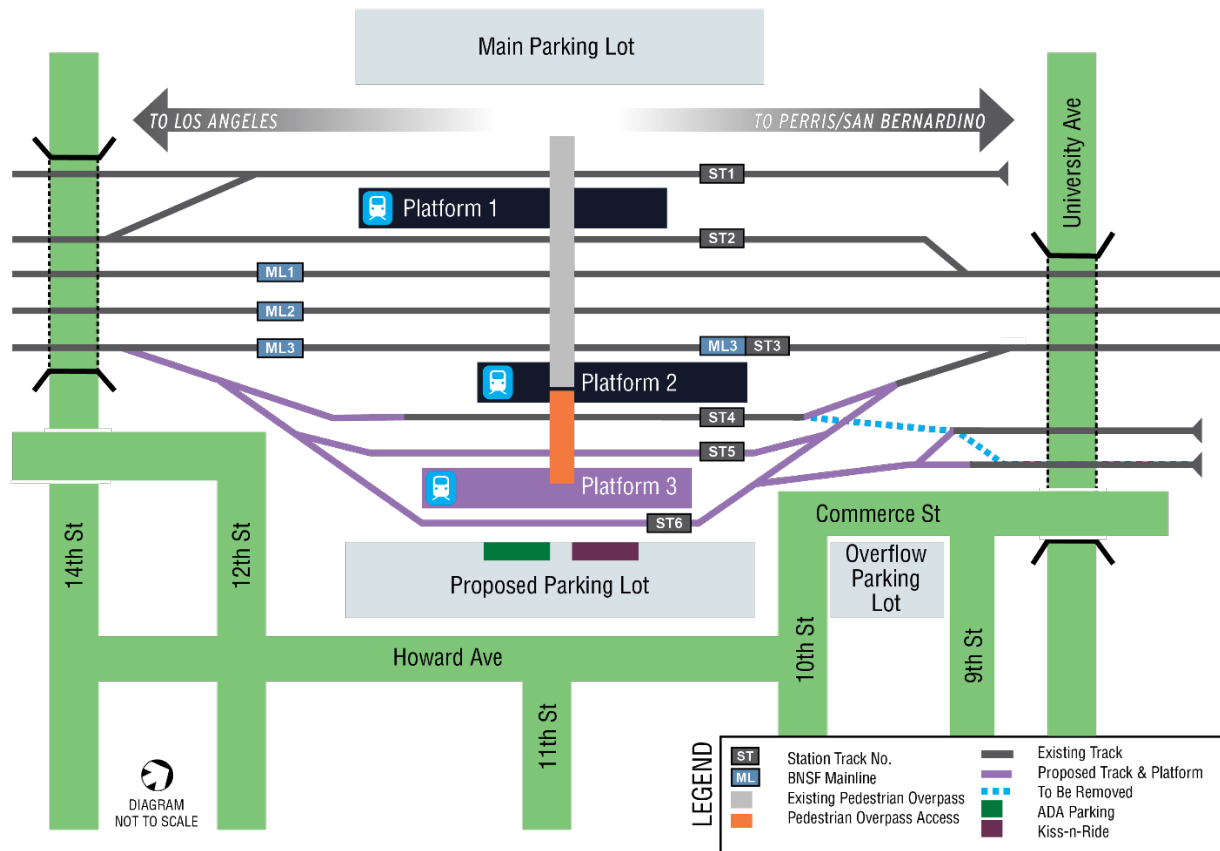 Main Parking Lot
TO LOS ANGELES
TO PERRIS/SAN BERNARDINO
University Ave
ST1
Platform 1
ST2
ML1
ML2
ML3
ML3 ST3
Platform 2
ST4
ST5
Platform 3
ST6
Commerce St
Overflow
Parking
Lot
Proposed Parking Lot
14th St
12th St
Howard Ave
10th St
9th St
11th St
DIAGRAM
NOT TO SCALE
LEGEND
ST Station Track No.
ML BNSF Mainline
Existing Pedestrian Overpass
Pedestrian Overpass Access
Existing Track
Proposed Track & Platform
To Be Removed
ADA Parking
Kiss-n-Ride